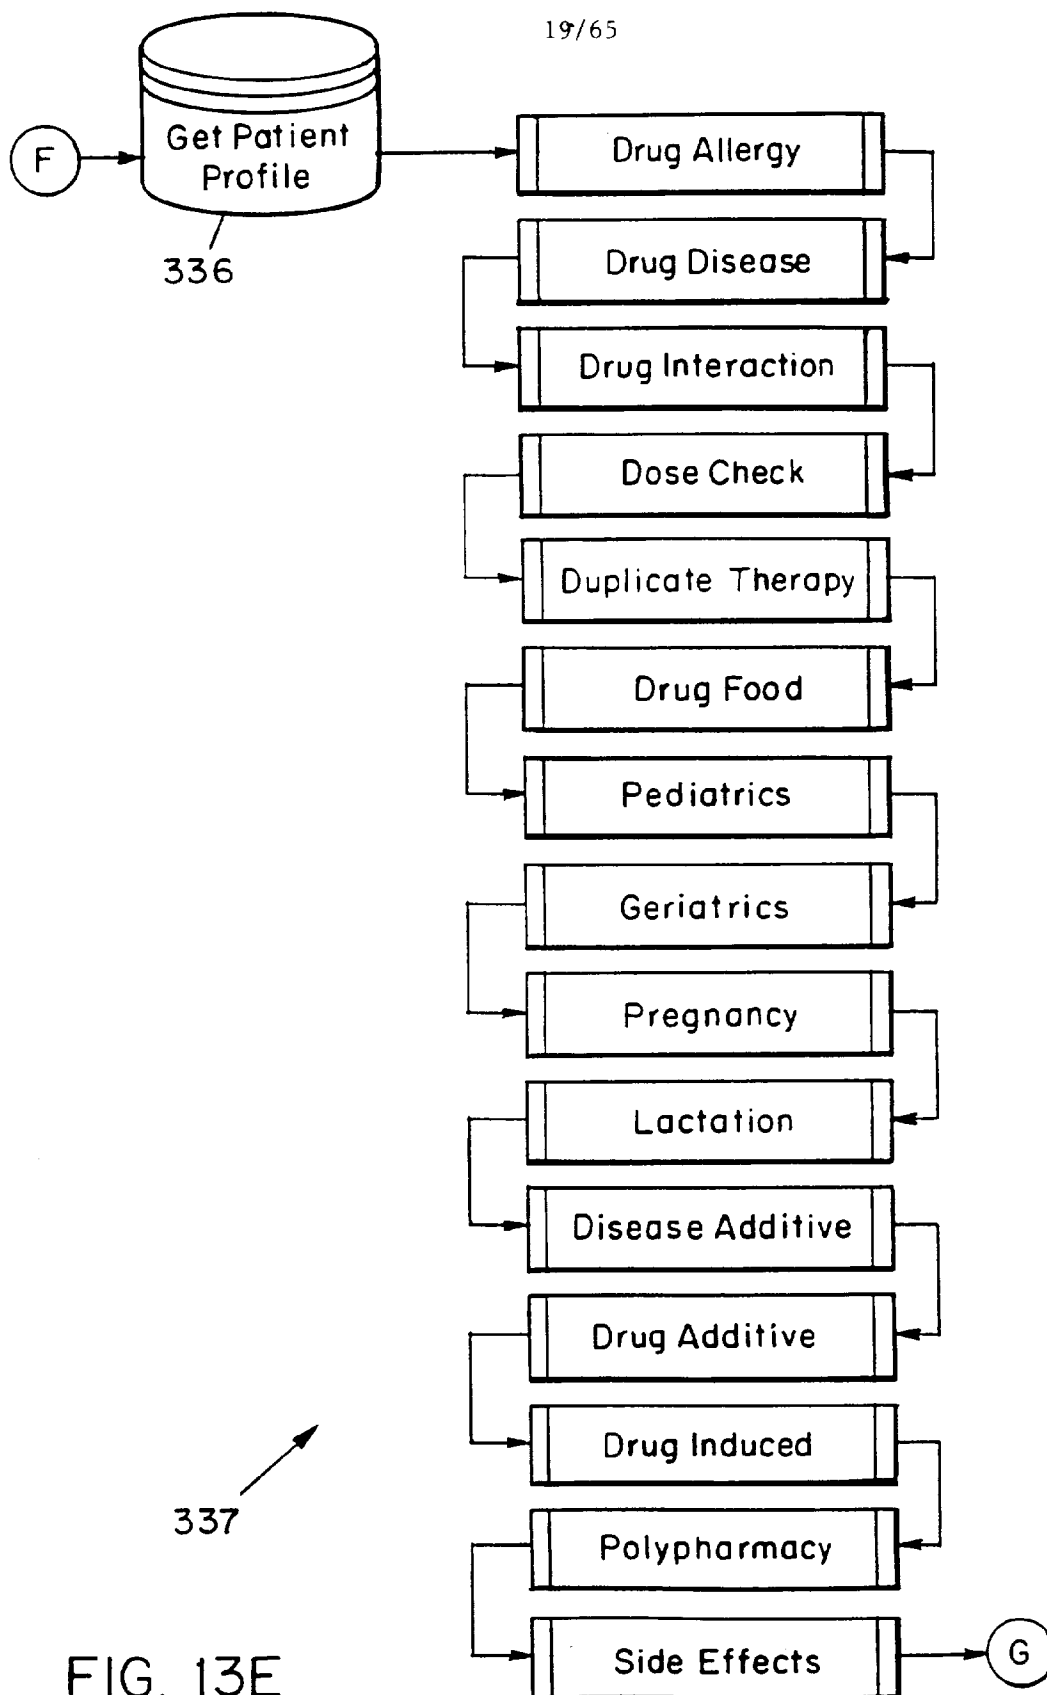 19/65
F
Get Patient
Profile
336
Drug Allergy
Drug Disease
Drug Interaction
Dose Check
Duplicate Therapy
Drug Food
Pediatrics
Geriatrics
Pregnancy
Lactation
Disease Additive
Drug Additive
Drug Induced
337
Polypharmacy
Side Effects
G
FIG. 13E